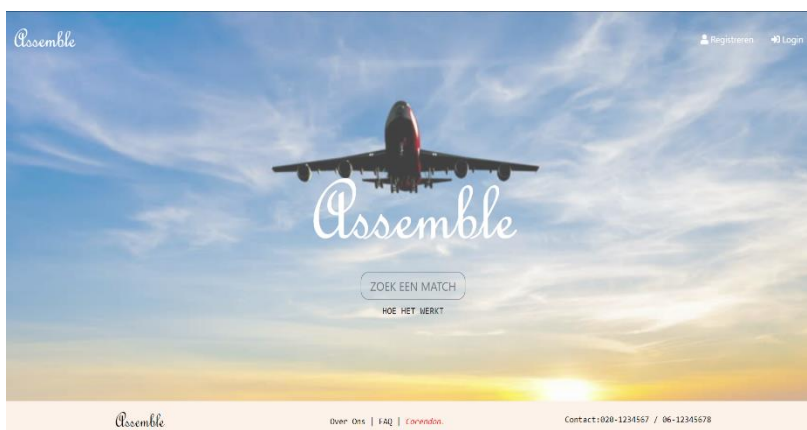 Assemble
Registreren Login
Assemble
ZOEK EEN MATCH
HOE HET WERKT
Assemble
Over Ons | FAQ | Corendon.
Contact:020-1234567 / 06-12345678